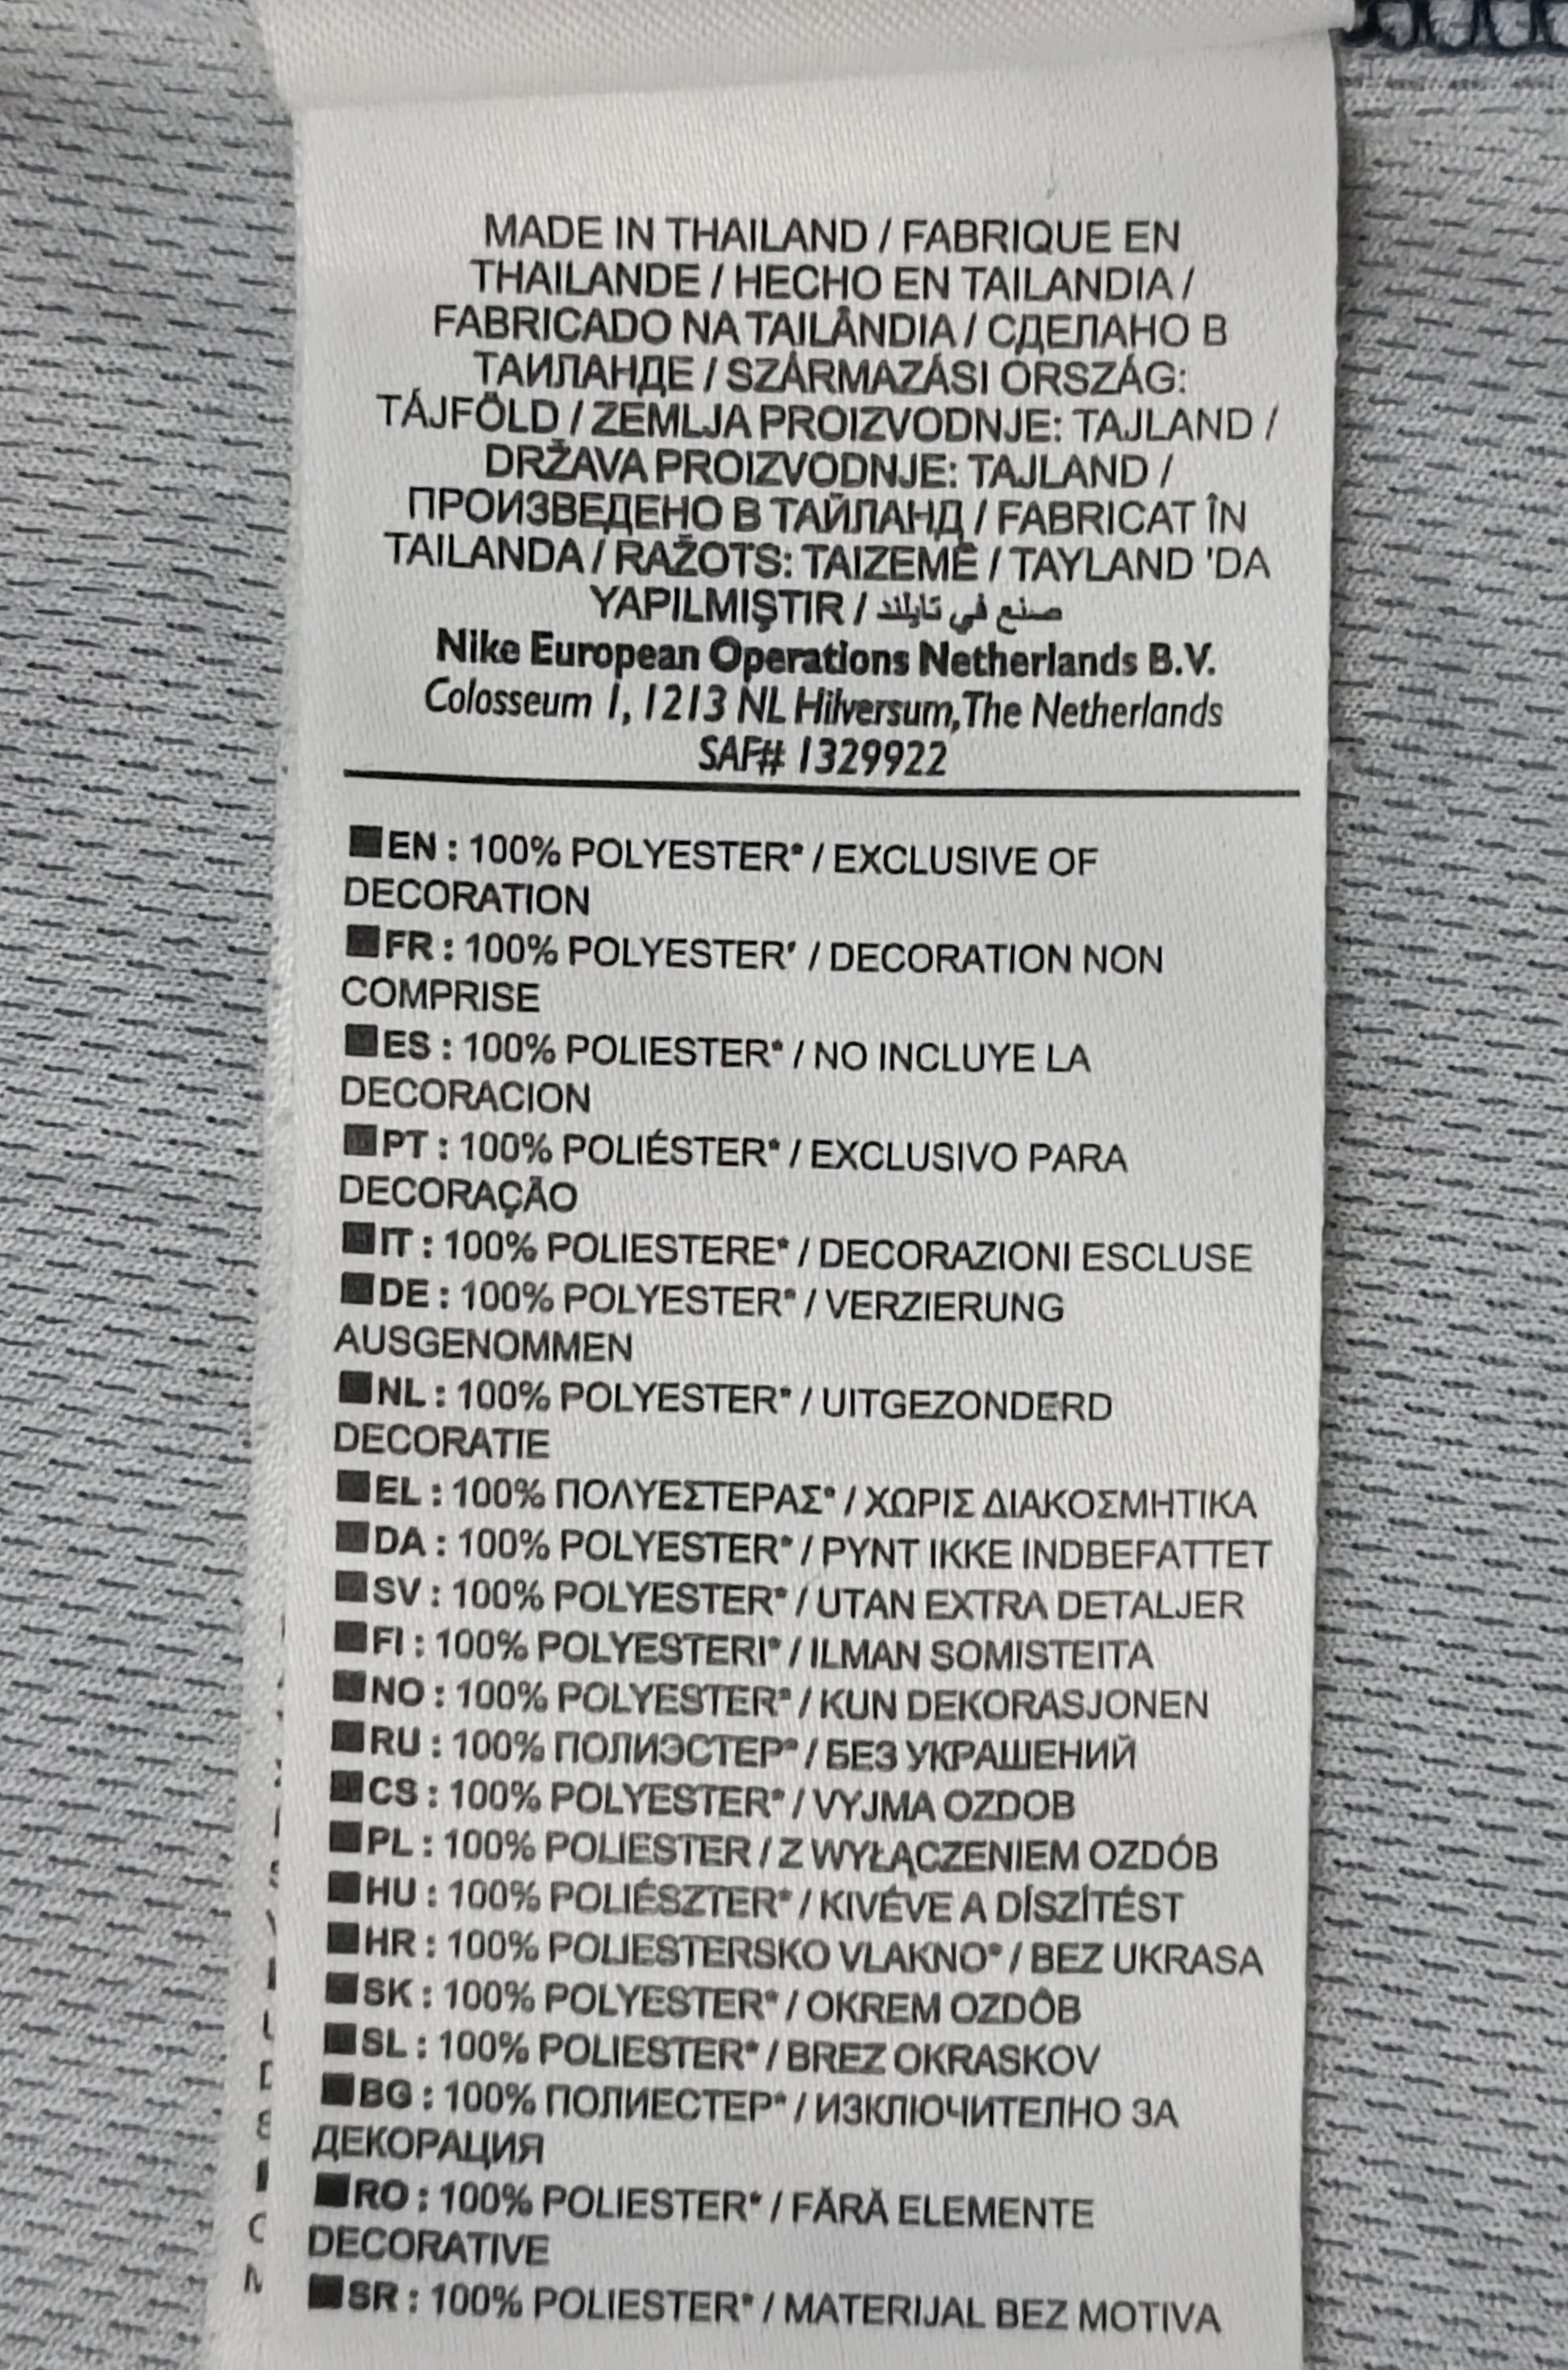 MADE IN THAILAND / FABRIQUE EN
THAILANDE / HECHO EN TAILANDIA /
FABRICADO NA TAILÂNDIA / СДЕЛАНО В
ТАИЛАНДЕ / SZÁRMAZÁSI ORSZÁG:
TÁJFÖLD / ZEMLJA PROIZVODNJE: TAJLAND /
DRŽAVA PROIZVODNJE: TAJLAND /
ПРОИЗВЕДЕНО В ТАЙЛАНД / FABRICAT ÎN
TAILANDA / RAŽOTS: TAIZEMĒ / TAYLAND 'DA
YAPILMIŞTIR / صنع في تايلاند
Nike European Operations Netherlands B.V.
Colosseum 1, 1213 NL Hilversum, The Netherlands
SAF# 1329922
EN : 100% POLYESTER* / EXCLUSIVE OF
DECORATION
FR : 100% POLYESTER* / DECORATION NON
COMPRISE
ES : 100% POLIESTER* / NO INCLUYE LA
DECORACION
PT : 100% POLIÉSTER* / EXCLUSIVO PARA
DECORAÇÃO
IT : 100% POLIESTERE* / DECORAZIONI ESCLUSE
DE : 100% POLYESTER* / VERZIERUNG
AUSGENOMMEN
NL : 100% POLYESTER* / UITGEZONDERD
DECORATIE
EL : 100% ΠΟΛΥΕΣΤΕΡΑΣ* / ΧΩΡΙΣ ΔΙΑΚΟΣΜΗΤΙΚΑ
DA : 100% POLYESTER* / PYNT IKKE INDBEFATTET
SV : 100% POLYESTER* / UTAN EXTRA DETALJER
FI : 100% POLYESTERI* / ILMAN SOMISTEITA
NO : 100% POLYESTER* / KUN DEKORASJONEN
RU : 100% ПОЛИЭСТЕР* / БЕЗ УКРАШЕНИЙ
CS : 100% POLYESTER* / VYJMA OZDOB
PL : 100% POLIESTER / Z WYŁĄCZENIEM OZDÓB
HU : 100% POLIÉSZTER* / KIVÉVE A DÍSZÍTÉST
HR : 100% POLIESTERSKO VLAKNO* / BEZ UKRASA
SK : 100% POLYESTER* / OKREM OZDÔB
SL : 100% POLIESTER* / BREZ OKRASKOV
BG : 100% ПОЛИЕСТЕР* / ИЗКЛЮЧИТЕЛНО ЗА
ДЕКОРАЦИЯ
RO : 100% POLIESTER* / FĂRĂ ELEMENTE
DECORATIVE
SR : 100% POLIESTER* / MATERIJAL BEZ MOTIVA